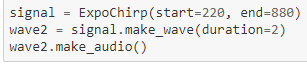 signal = ExpoChirp(start=220, end=880)
wave2 = signal.make_wave(duration=2)
wave2.make_audio()